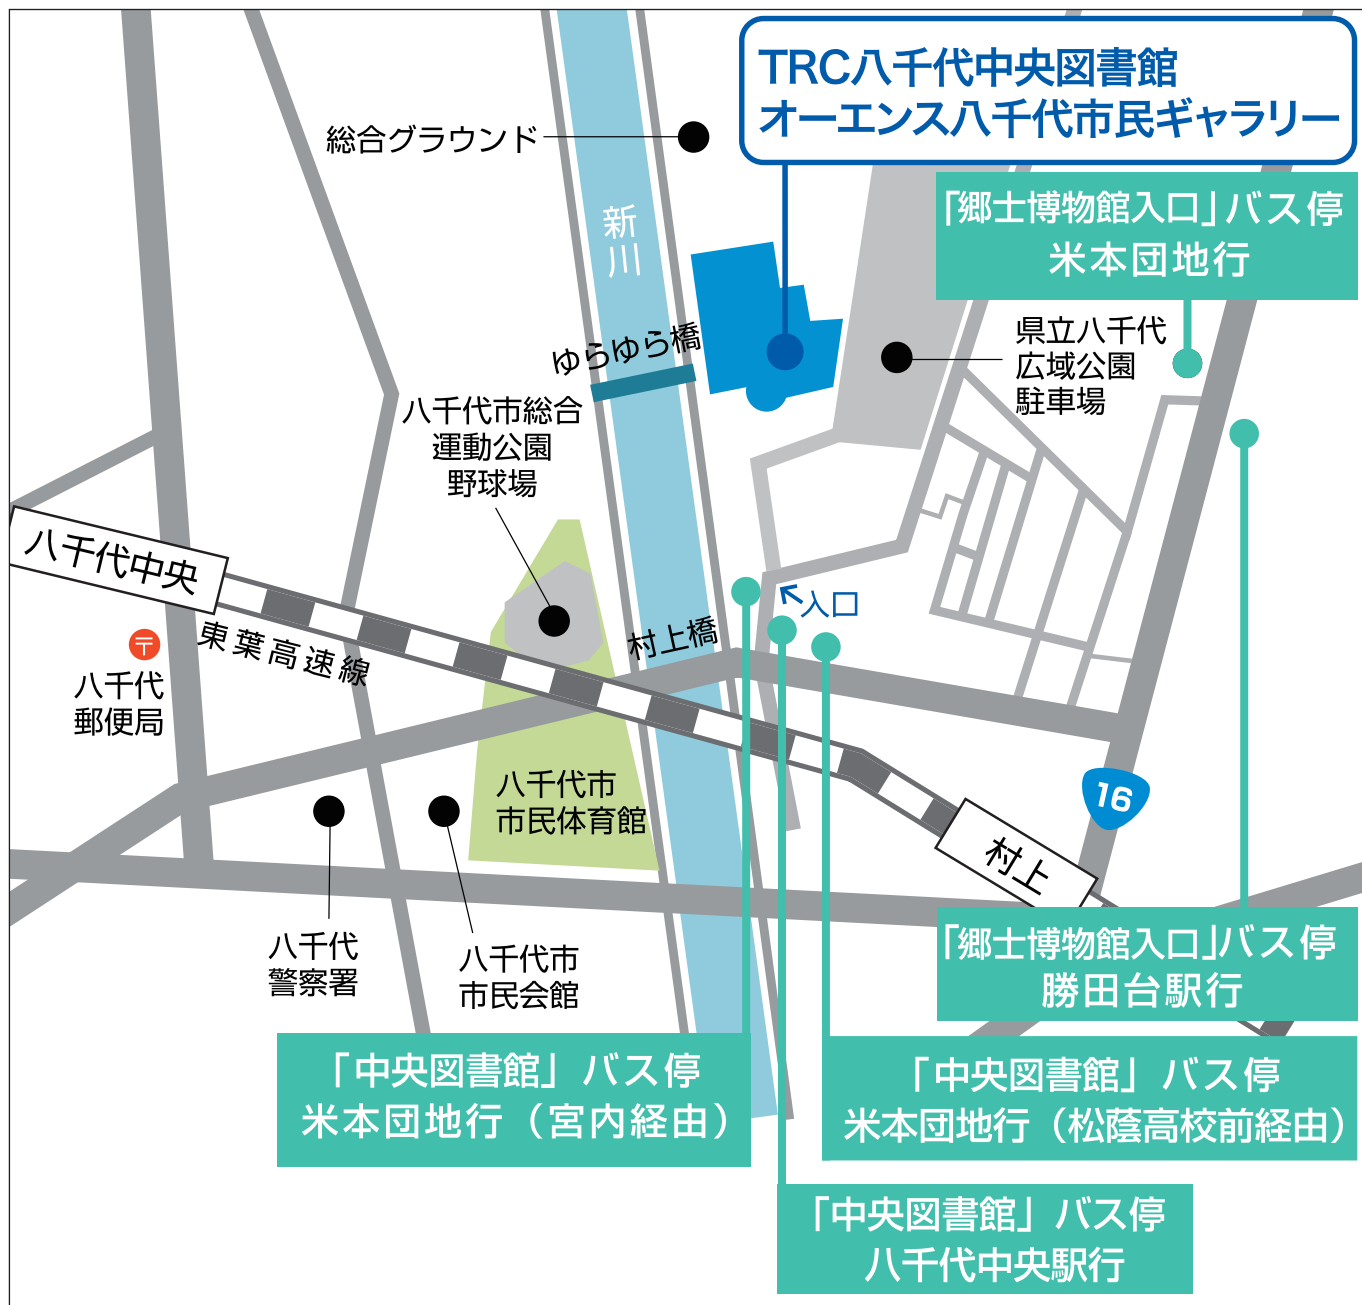 TRC八千代中央図書館
オーエンス八千代市民ギャラリー
総合グラウンド
「郷土博物館入口」バス停
米本団地行
新川
ゆらゆら橋
県立八千代
広域公園
駐車場
八千代市総合
運動公園
野球場
八千代中央
入口
村上橋
東葉高速線
〒
八千代
郵便局
八千代市
市民体育館
16
村上
八千代
警察署
八千代市
市民会館
「郷土博物館入口」バス停
勝田台駅行
「中央図書館」バス停
米本団地行（宮内経由）
「中央図書館」バス停
米本団地行（松蔭高校前経由）
「中央図書館」バス停
八千代中央駅行